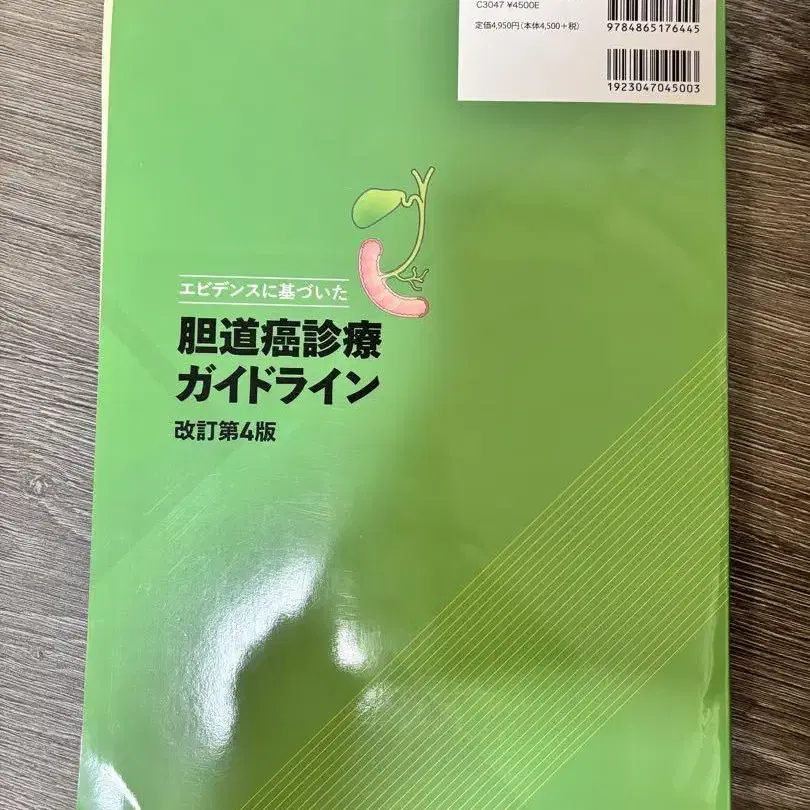 C3047 ¥4500E
定価4,950円(本体4,500+税)
9784865176445
1923047045003
エビデンスに基づいた
胆道癌診療
ガイドライン
改訂第4版